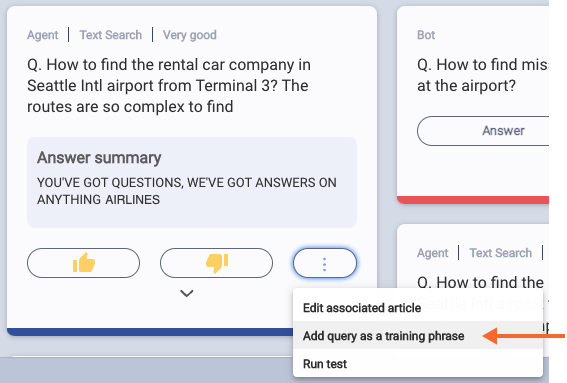 Agent | Text Search | Very good
Q. How to find the rental car company in
Seattle Intl airport from Terminal 3? The
routes are so complex to find
Answer summary
YOU'VE GOT QUESTIONS, WE'VE GOT ANSWERS ON
ANYTHING AIRLINES
Edit associated article
Add query as a training phrase
Run test
Bot
Q. How to find mis
at the airport?
Answer
Agent | Text Search |
Q. How to find the